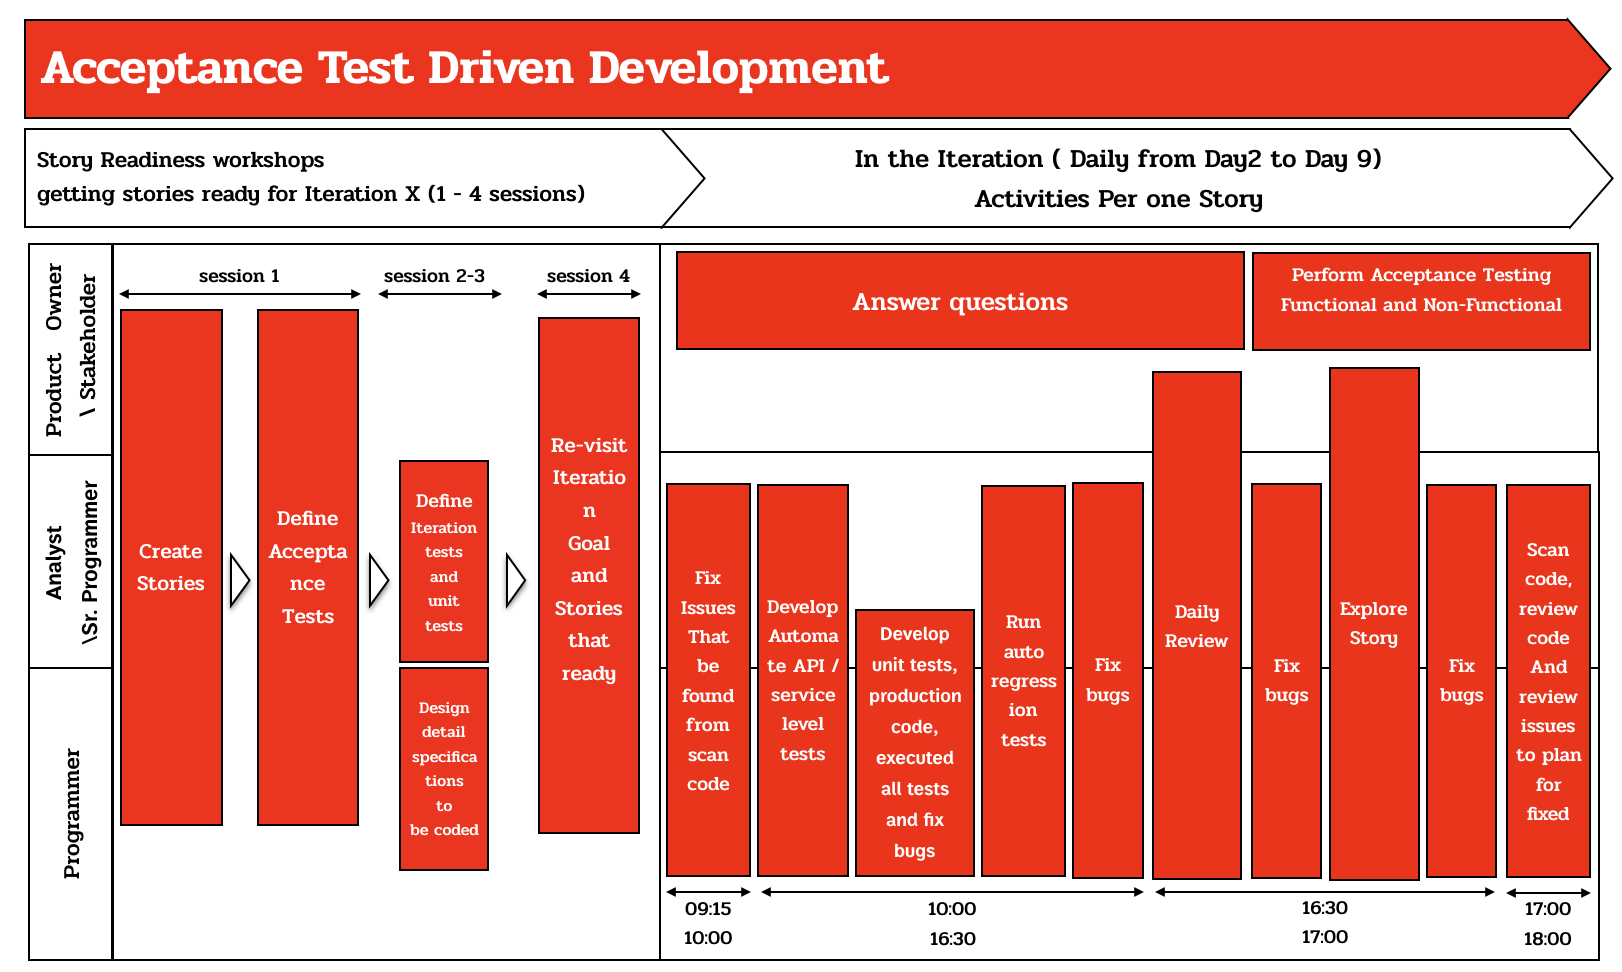 Acceptance Test Driven Development
Story Readiness workshops
getting stories ready for Iteration X (1 - 4 sessions)
In the Iteration ( Daily from Day2 to Day 9)
Activities Per one Story
Product Owner
\ Stakeholder
Analyst
\Sr. Programmer
Programmer
session 1
session 2-3
session 4
Create
Stories
Define
Accepta
nce
Tests
Define
Iteration
tests
and
unit
tests
Design
detail
specifica
tions
to
be coded
Re-visit
Iteratio
n
Goal
and
Stories
that
ready
Answer questions
Perform Acceptance Testing
Functional and Non-Functional
Fix
Issues
That
be
found
from
scan
code
Develop
Automa
te API /
service
level
tests
Develop
unit tests,
production
code,
executed
all tests
and fix
bugs
Run
auto
regress
ion
tests
Fix
bugs
Daily
Review
Fix
bugs
Explore
Story
Fix
bugs
Scan
code,
review
code
And
review
issues
to plan
for
fixed
09:15
10:00
10:00
16:30
16:30
17:00
17:00
18:00